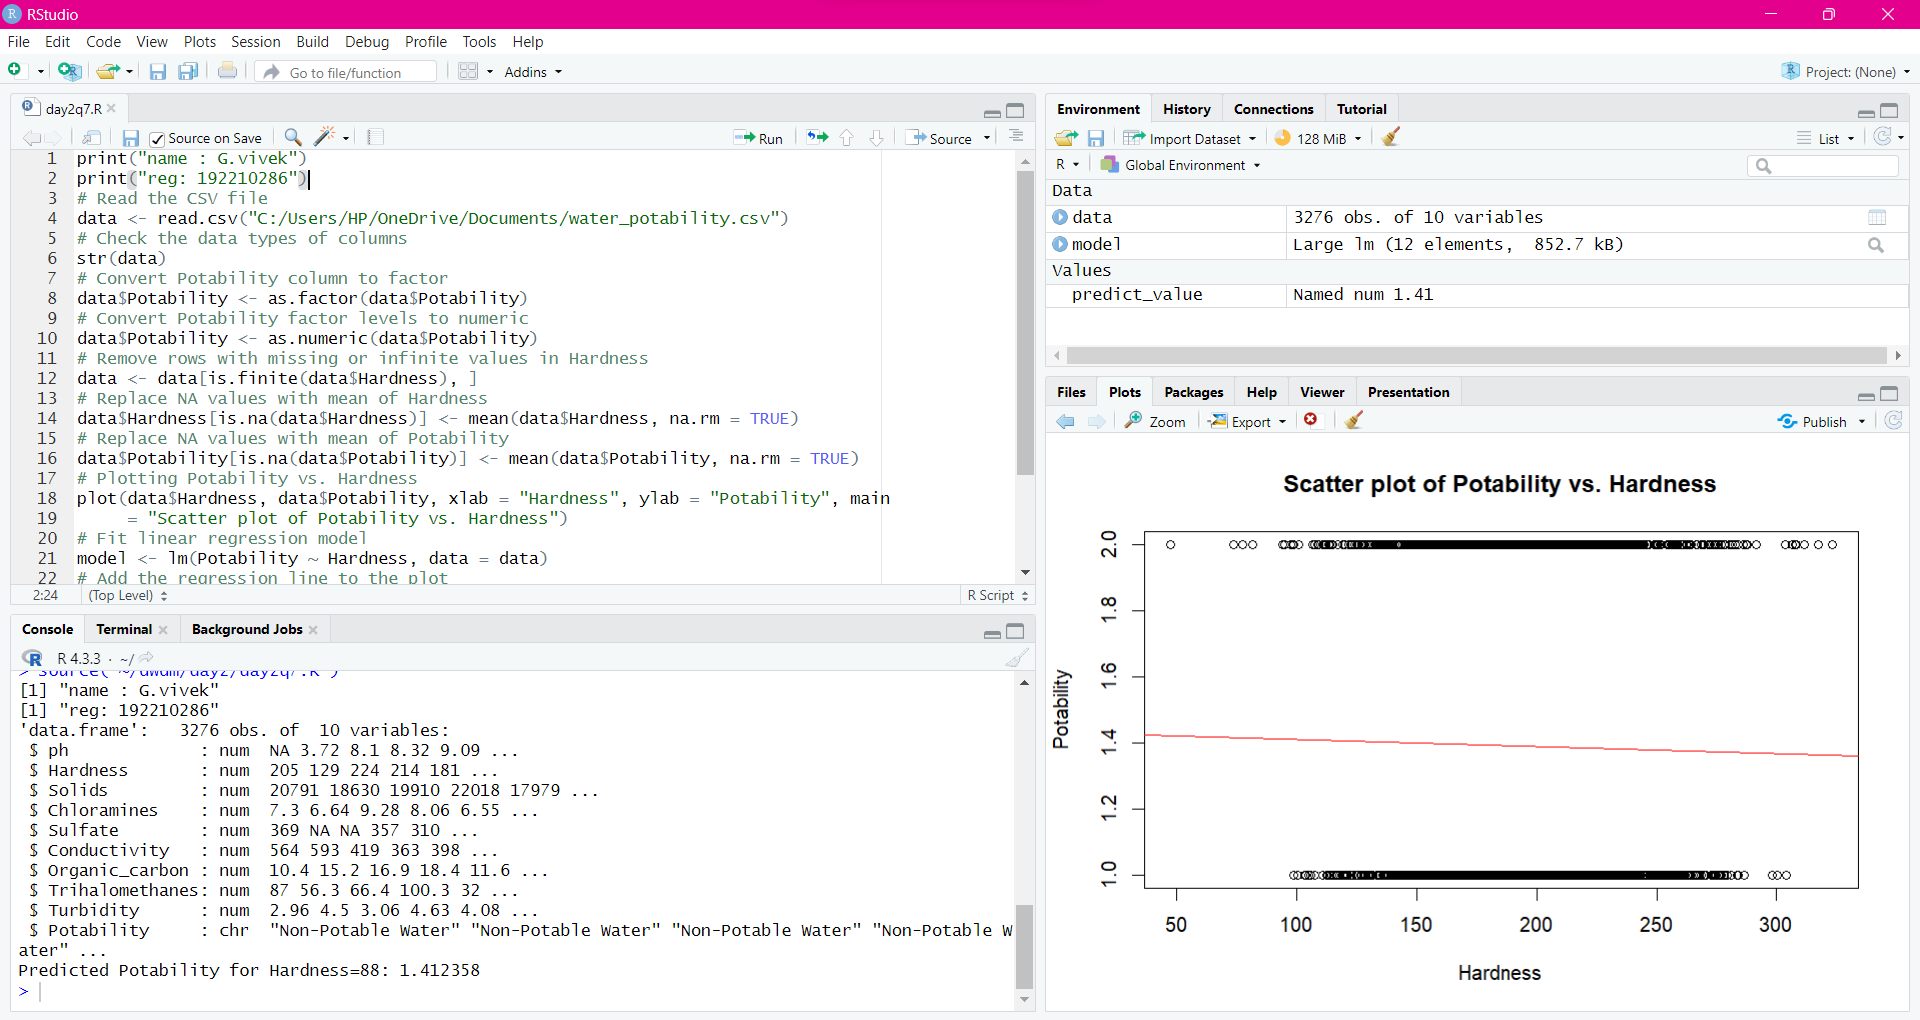 RStudio
File Edit Code View Plots Session Build Debug Profile Tools Help
Go to file/function Addins Project: (None)
day2q7.R
Source on Save Run Source
1 print("name : G.vivek")
2 print("reg: 192210286")
3 # Read the CSV file
4 data <- read.csv("C:/Users/HP/OneDrive/Documents/water_potability.csv")
5 # Check the data types of columns
6 str(data)
7 # Convert Potability column to factor
8 data$Potability <- as.factor(data$Potability)
9 # Convert Potability factor levels to numeric
10 data$Potability <- as.numeric(data$Potability)
11 # Remove rows with missing or infinite values in Hardness
12 data <- data[is.finite(data$Hardness), ]
13 # Replace NA values with mean of Hardness
14 data$Hardness[is.na(data$Hardness)] <- mean(data$Hardness, na.rm = TRUE)
15 # Replace NA values with mean of Potability
16 data$Potability[is.na(data$Potability)] <- mean(data$Potability, na.rm = TRUE)
17 # Plotting Potability vs. Hardness
18 plot(data$Hardness, data$Potability, xlab = "Hardness", ylab = "Potability", main
19 = "Scatter plot of Potability vs. Hardness")
20 # Fit linear regression model
21 model <- lm(Potability ~ Hardness, data = data)
22 # Add the regression line to the plot
2:24 (Top Level) R Script
Console Terminal Background Jobs
R R 4.3.3 · ~/
> source("~/dwdm/day2/day2q7.R")
[1] "name : G.vivek"
[1] "reg: 192210286"
'data.frame': 3276 obs. of 10 variables:
$ ph : num NA 3.72 8.1 8.32 9.09 ...
$ Hardness : num 205 129 224 214 181 ...
$ Solids : num 20791 18630 19910 22018 17979 ...
$ Chloramines : num 7.3 6.64 9.28 8.06 6.55 ...
$ Sulfate : num 369 NA NA 357 310 ...
$ Conductivity : num 564 593 419 363 398 ...
$ Organic_carbon : num 10.4 15.2 16.9 18.4 11.6 ...
$ Trihalomethanes: num 87 56.3 66.4 100.3 32 ...
$ Turbidity : num 2.96 4.5 3.06 4.63 4.08 ...
$ Potability : chr "Non-Potable Water" "Non-Potable Water" "Non-Potable Water" "Non-Potable W
ater" ...
Predicted Potability for Hardness=88: 1.412358
>
Environment History Connections Tutorial
Import Dataset 128 MiB List
R Global Environment
Data
data 3276 obs. of 10 variables
model Large lm (12 elements, 852.7 kB)
Values
predict_value Named num 1.41
Files Plots Packages Help Viewer Presentation
Zoom Export Publish
Scatter plot of Potability vs. Hardness
Potability
2.0
1.8
1.6
1.4
1.2
1.0
50 100 150 200 250 300
Hardness